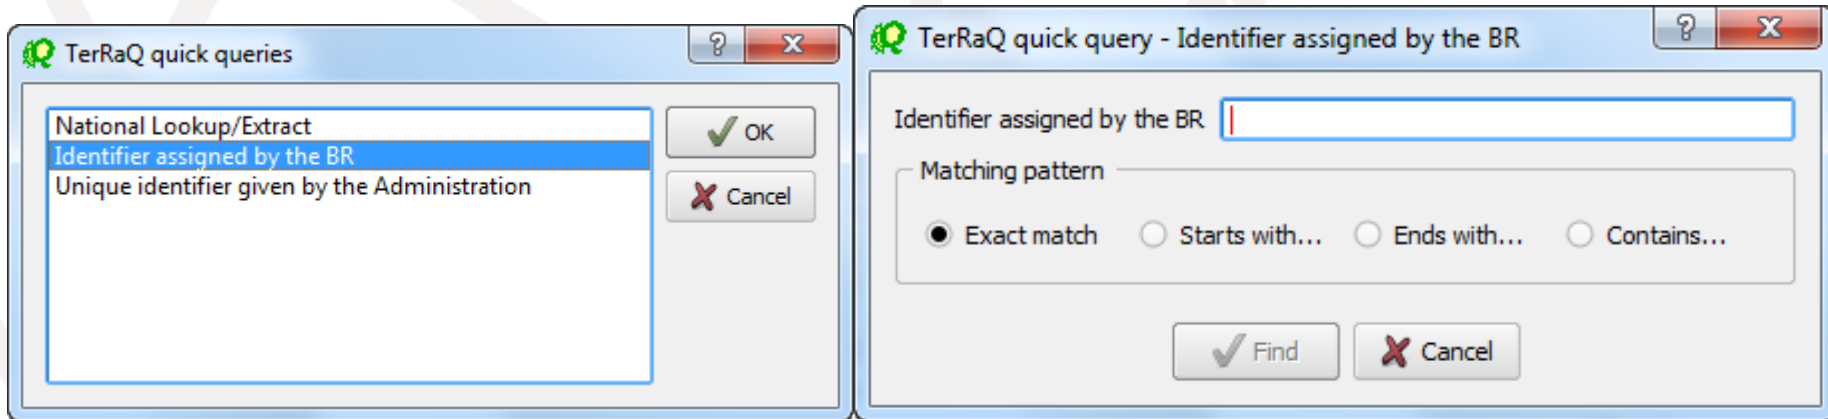 TerRaQ quick queries
National Lookup/Extract
Identifier assigned by the BR
Unique identifier given by the Administration
OK
Cancel
TerRaQ quick query - Identifier assigned by the BR
Identifier assigned by the BR
Matching pattern
Exact match Starts with... Ends with... Contains...
Find Cancel